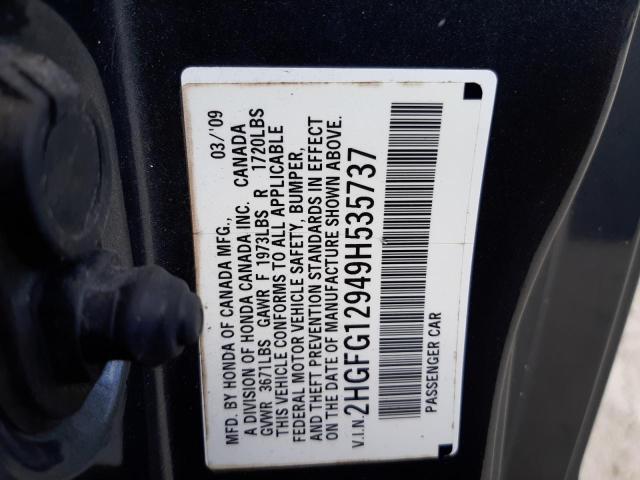 MFD. BY HONDA OF CANADA MFG., 03/'09
A DIVISION OF HONDA CANADA INC. CANADA
GVWR 3671LBS GAWR F 1973LBS R 1720LBS
THIS VEHICLE CONFORMS TO ALL APPLICABLE
FEDERAL MOTOR VEHICLE SAFETY, BUMPER,
AND THEFT PREVENTION STANDARDS IN EFFECT
ON THE DATE OF MANUFACTURE SHOWN ABOVE.
V.I.N. 2HGFG12949H535737
PASSENGER CAR